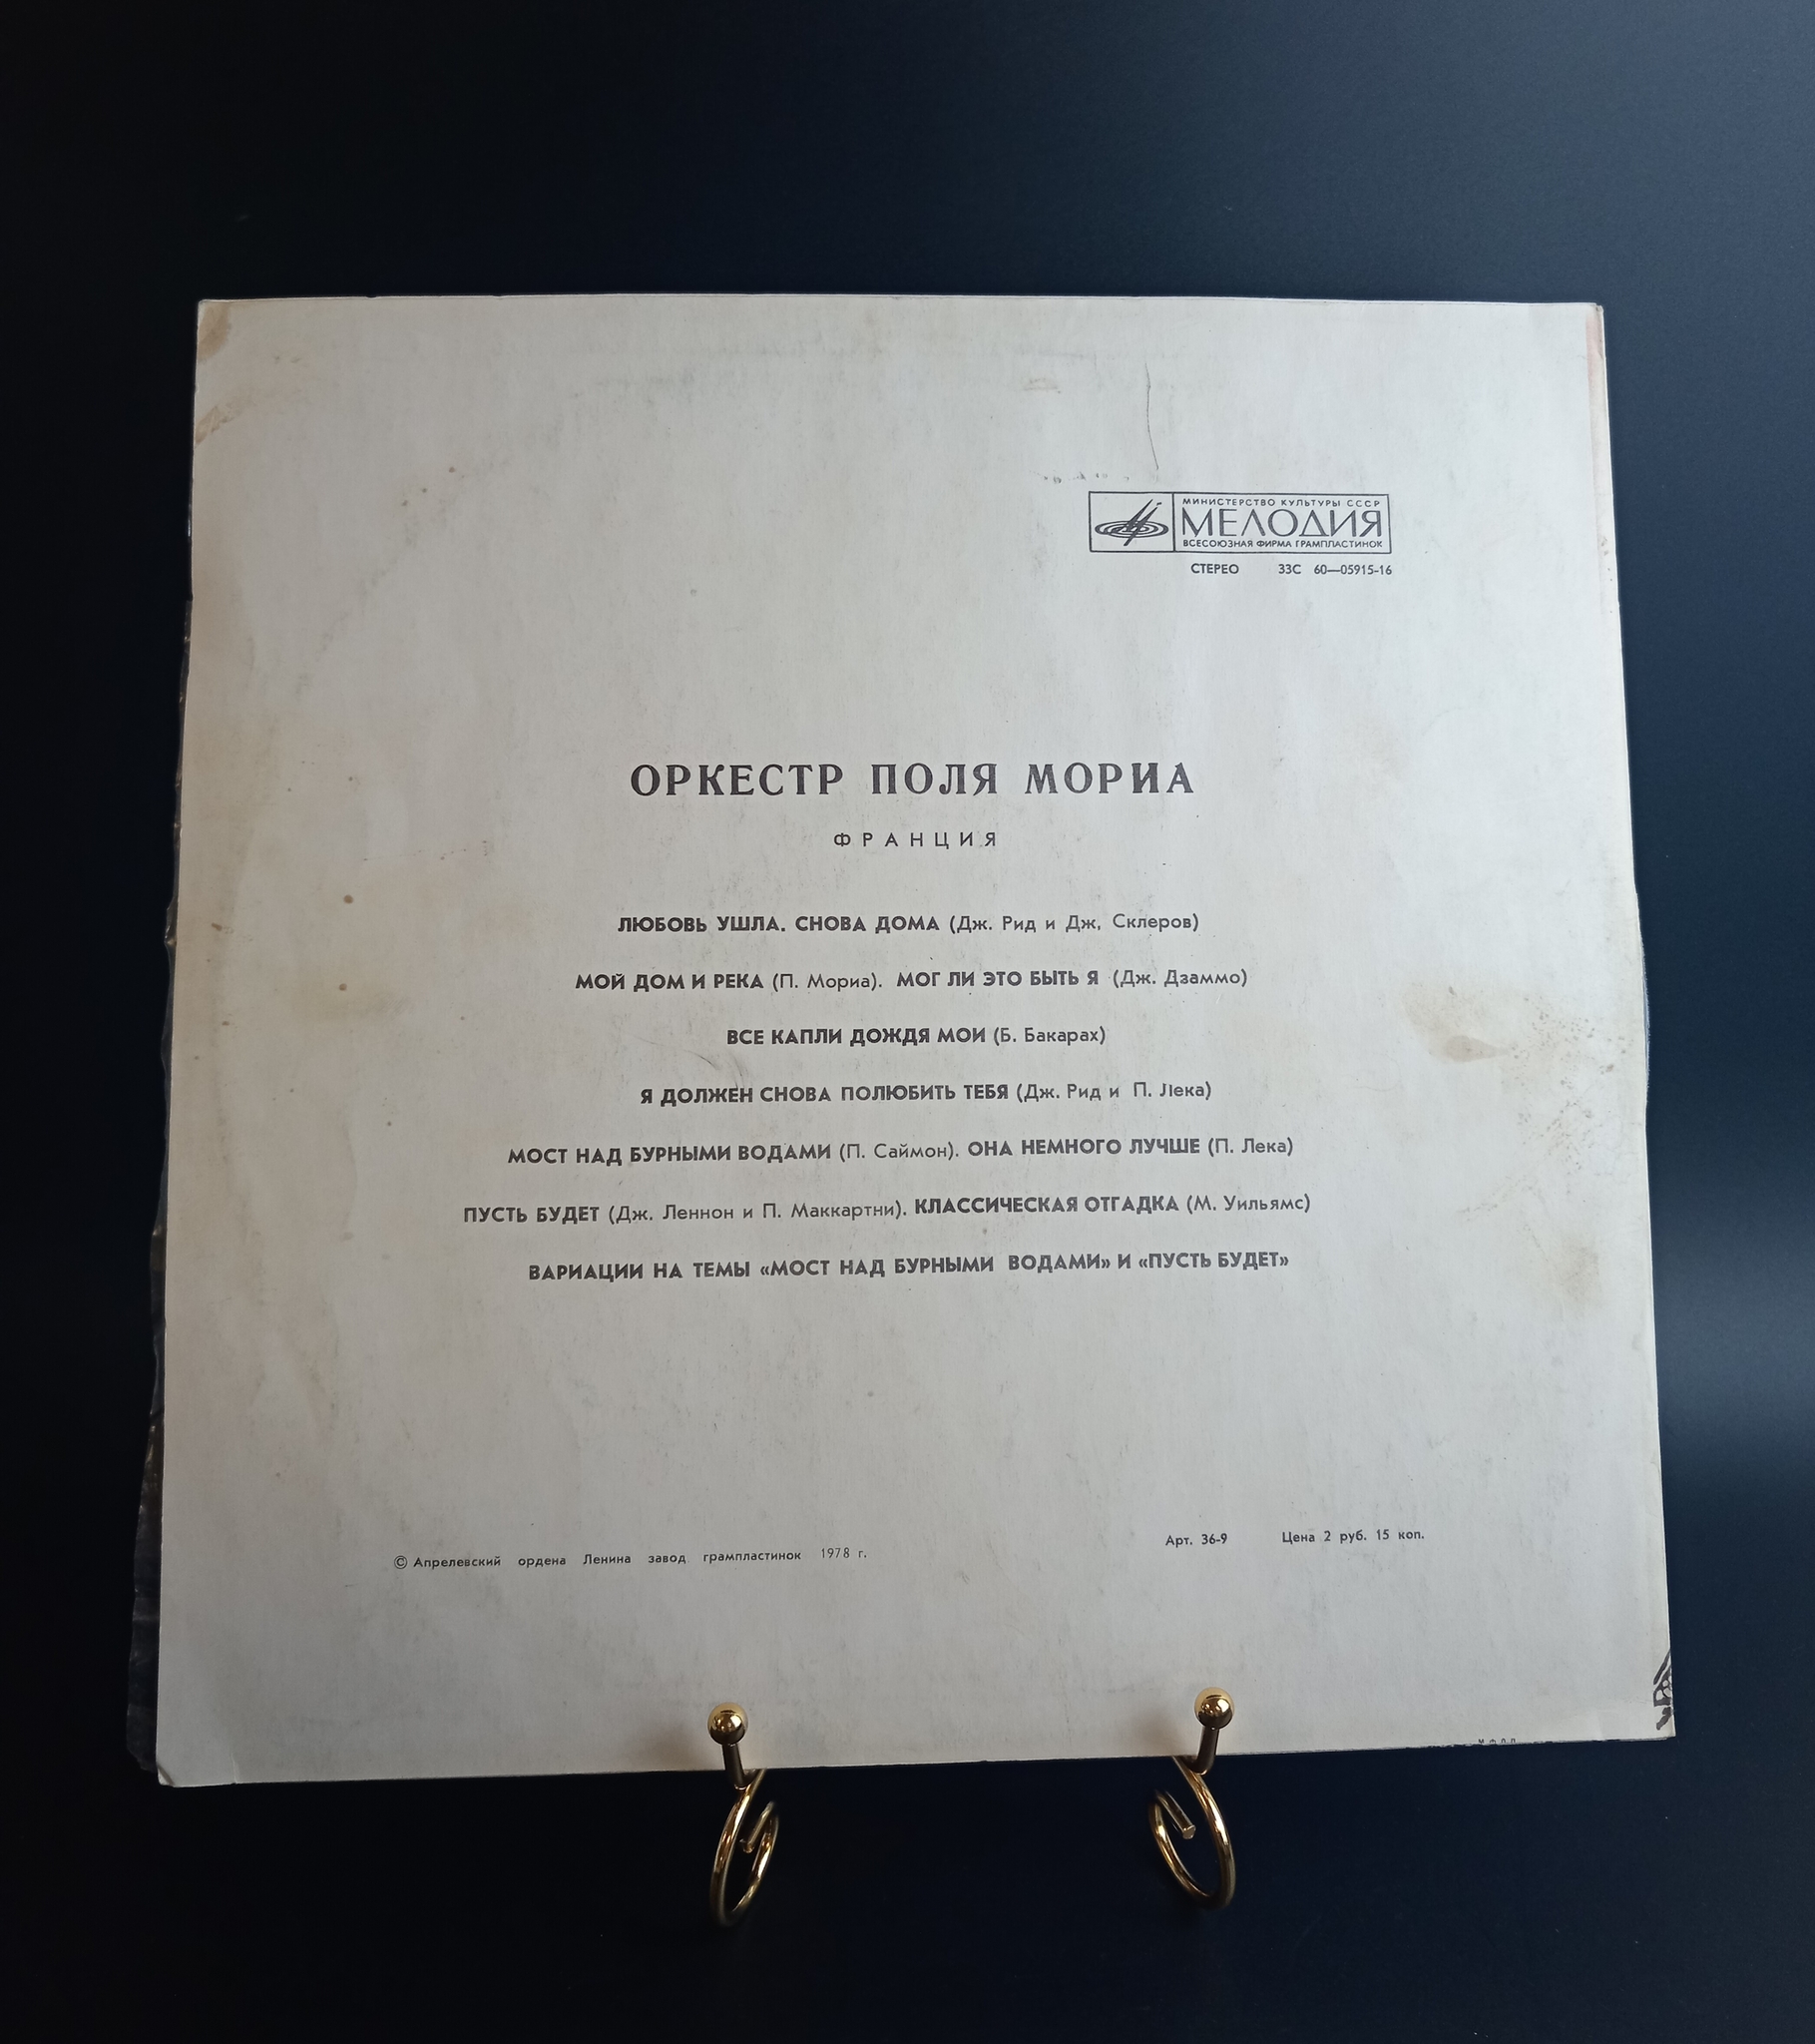 МИНИСТЕРСТВО КУЛЬТУРЫ СССР
МЕЛОДИЯ
ВСЕСОЮЗНАЯ ФИРМА ГРАМПЛАСТИНОК
СТЕРЕО 33С 60—05915-16
ОРКЕСТР ПОЛЯ МОРИА
ФРАНЦИЯ
ЛЮБОВЬ УШЛА. СНОВА ДОМА (Дж. Рид и Дж. Склеров)
МОЙ ДОМ И РЕКА (П. Мориа). МОГ ЛИ ЭТО БЫТЬ Я (Дж. Дзаммо)
ВСЕ КАПЛИ ДОЖДЯ МОИ (Б. Бакарах)
Я ДОЛЖЕН СНОВА ПОЛЮБИТЬ ТЕБЯ (Дж. Рид и П. Лека)
МОСТ НАД БУРНЫМИ ВОДАМИ (П. Саймон). ОНА НЕМНОГО ЛУЧШЕ (П. Лека)
ПУСТЬ БУДЕТ (Дж. Леннон и П. Маккартни). КЛАССИЧЕСКАЯ ОТГАДКА (М. Уильямс)
ВАРИАЦИИ НА ТЕМЫ «МОСТ НАД БУРНЫМИ ВОДАМИ» И «ПУСТЬ БУДЕТ»
© Апрелевский ордена Ленина завод грампластинок 1978 г.
Арт. 36-9 Цена 2 руб. 15 коп.